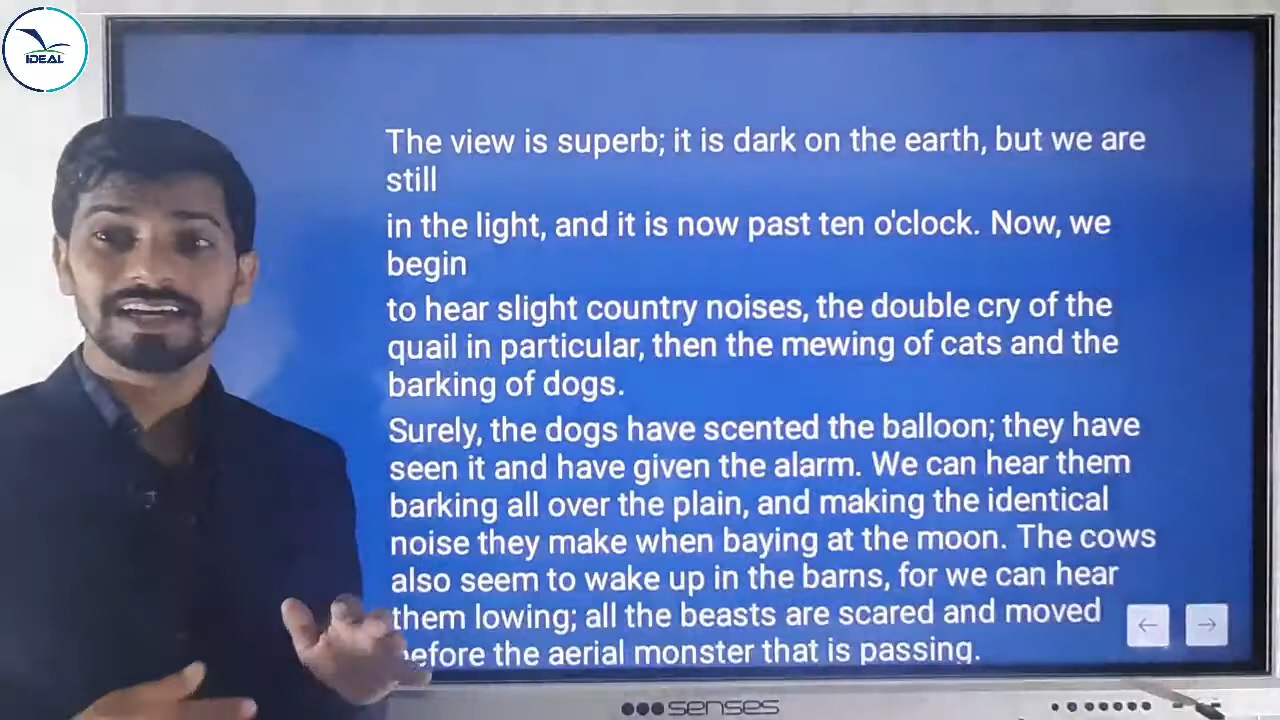 IDEAL
The view is superb; it is dark on the earth, but we are
still
in the light, and it is now past ten o'clock. Now, we
begin
to hear slight country noises, the double cry of the
quail in particular, then the mewing of cats and the
barking of dogs.
Surely, the dogs have scented the balloon; they have
seen it and have given the alarm. We can hear them
barking all over the plain, and making the identical
noise they make when baying at the moon. The cows
also seem to wake up in the barns, for we can hear
them lowing; all the beasts are scared and moved
before the aerial monster that is passing.
senses